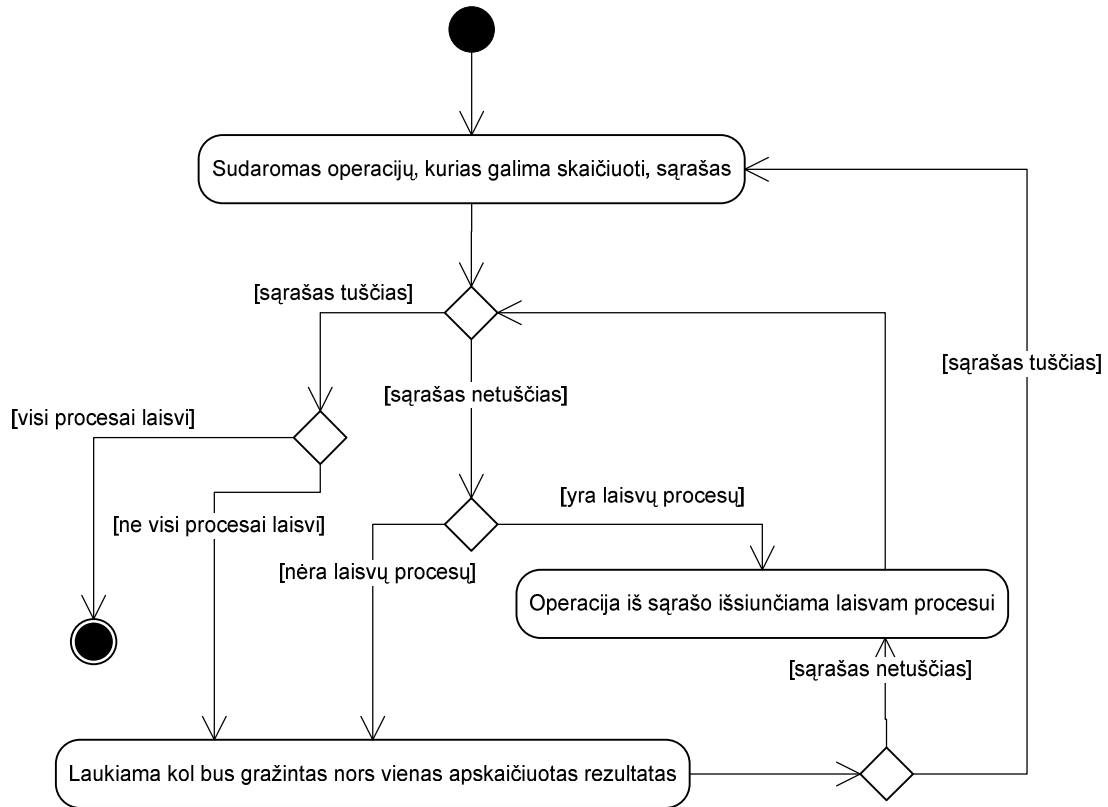 Sudaromas operacijų, kurias galima skaičiuoti, sąrašas
[sąrašas tuščias]
[sąrašas tuščias]
[sąrašas netuščias]
[visi procesai laisvi]
[yra laisvų procesų]
[ne visi procesai laisvi]
[nėra laisvų procesų]
Operacija iš sąrašo išsiunčiama laisvam procesui
[sąrašas netuščias]
Laukiama kol bus gražintas nors vienas apskaičiuotas rezultatas